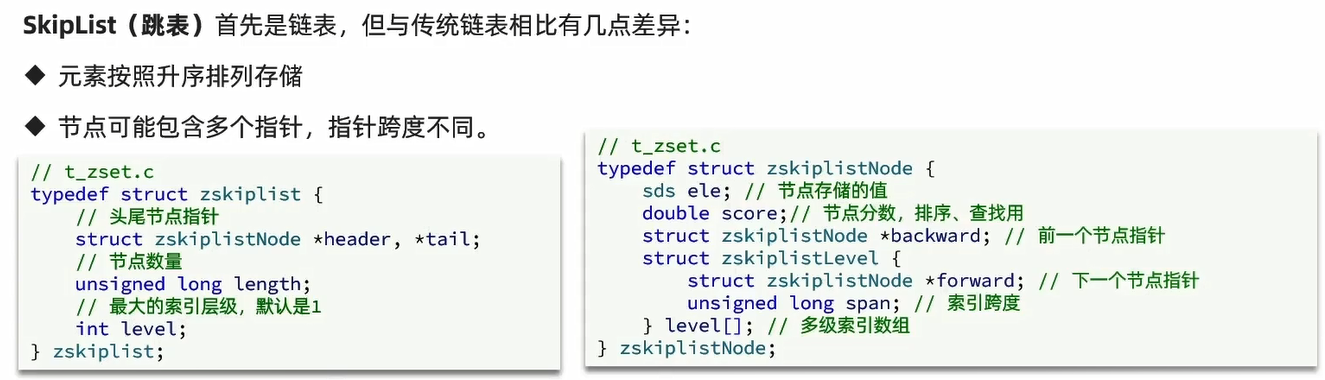 SkipList（跳表）首先是链表，但与传统链表相比有几点差异：
◆ 元素按照升序排列存储
◆ 节点可能包含多个指针，指针跨度不同。
// t_zset.c
typedef struct zskiplist {
    // 头尾节点指针
    struct zskiplistNode *header, *tail;
    // 节点数量
    unsigned long length;
    // 最大的索引层级，默认是1
    int level;
} zskiplist;
// t_zset.c
typedef struct zskiplistNode {
    sds ele; // 节点存储的值
    double score;// 节点分数，排序、查找用
    struct zskiplistNode *backward; // 前一个节点指针
    struct zskiplistLevel {
        struct zskiplistNode *forward; // 下一个节点指针
        unsigned long span; // 索引跨度
    } level[]; // 多级索引数组
} zskiplistNode;